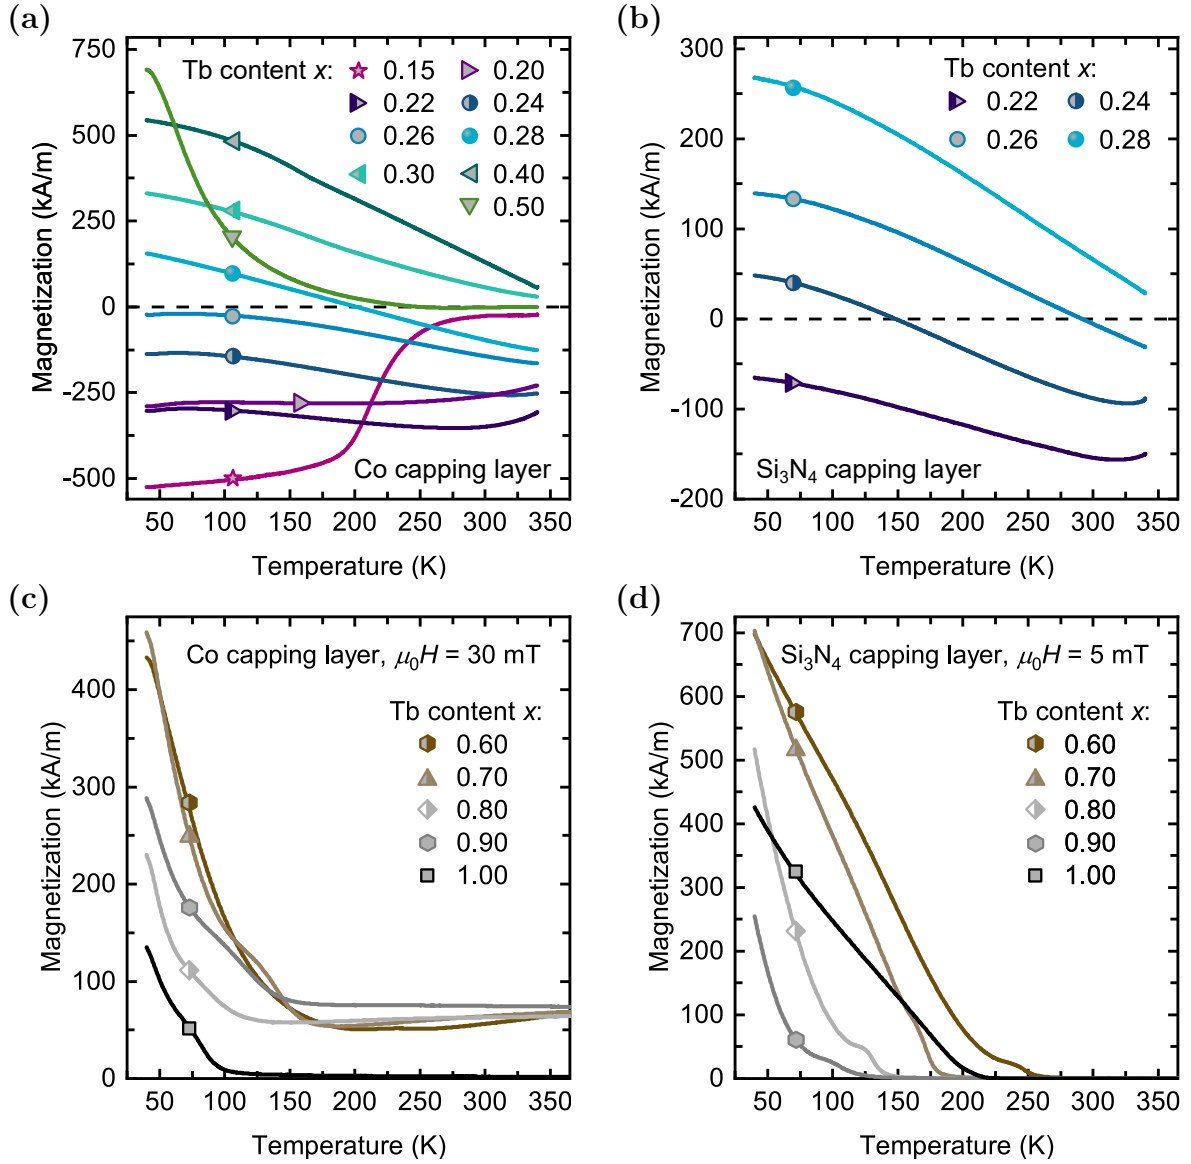 (a)
750
500
250
0
-250
-500
Magnetization (kA/m)
Tb content x:
0.15 0.20
0.22 0.24
0.26 0.28
0.30 0.40
0.50
Co capping layer
50 100 150 200 250 300 350
Temperature (K)
(b)
300
200
100
0
-100
-200
Magnetization (kA/m)
Tb content x:
0.22 0.24
0.26 0.28
Si₃N₄ capping layer
50 100 150 200 250 300 350
Temperature (K)
(c)
400
300
200
100
0
Magnetization (kA/m)
Co capping layer, μ₀H = 30 mT
Tb content x:
0.60
0.70
0.80
0.90
1.00
50 100 150 200 250 300 350
Temperature (K)
(d)
700
600
500
400
300
200
100
0
Magnetization (kA/m)
Si₃N₄ capping layer, μ₀H = 5 mT
Tb content x:
0.60
0.70
0.80
0.90
1.00
50 100 150 200 250 300 350
Temperature (K)